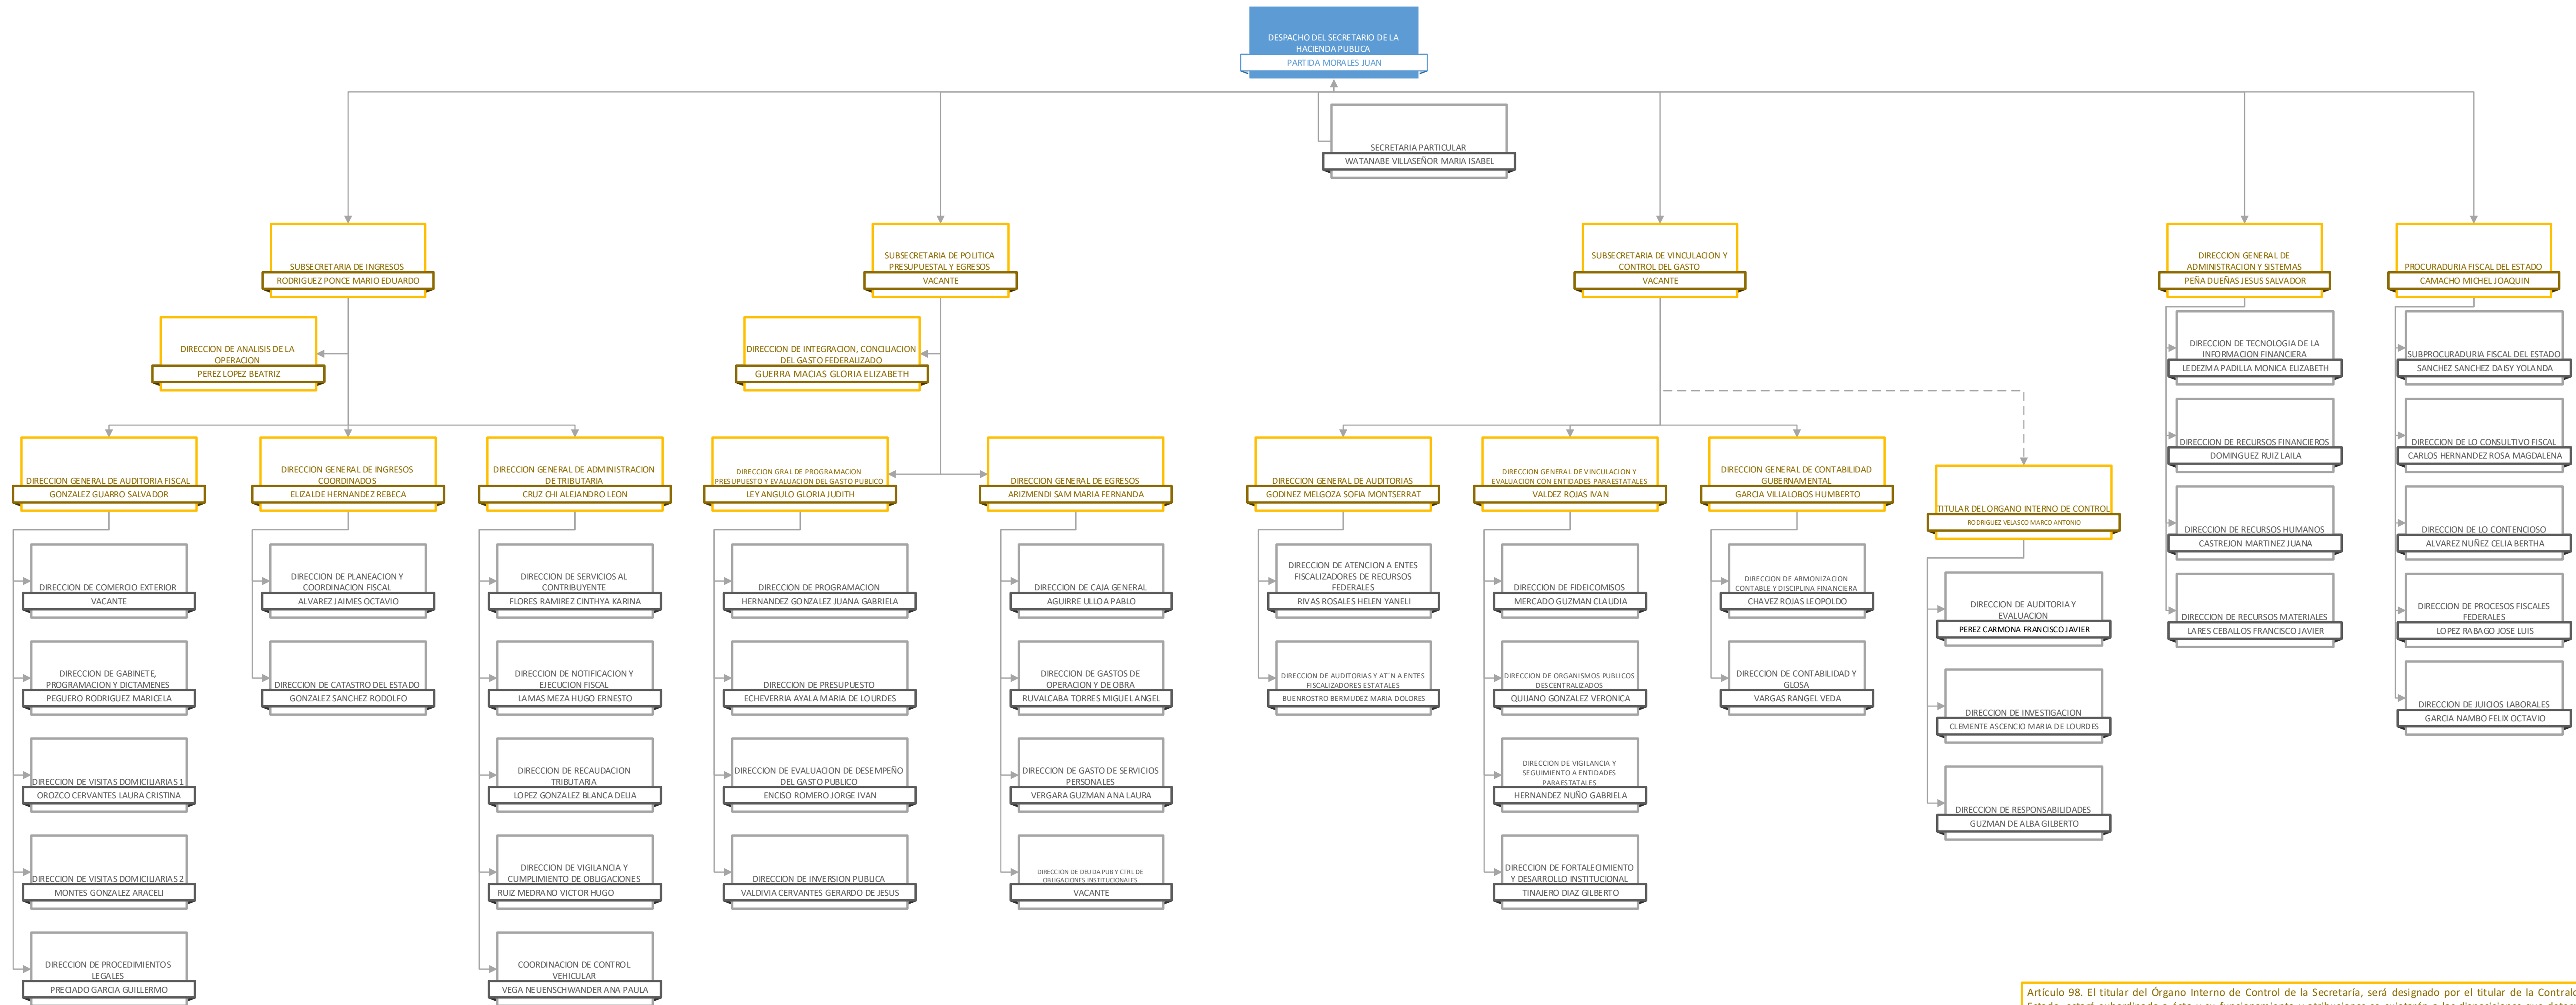 DESPACHO DEL SECRETARIO DE LA
HACIENDA PUBLICA
PARTIDA MORALES JUAN
SECRETARIA PARTICULAR
WATANABE VILLASEÑOR MARIA ISABEL
SUBSECRETARIA DE INGRESOS
RODRIGUEZ PONCE MARIO EDUARDO
DIRECCION DE ANALISIS DE LA
OPERACION
PEREZ LOPEZ BEATRIZ
DIRECCION GENERAL DE AUDITORIA FISCAL
GONZALEZ GUARRO SALVADOR
DIRECCION DE COMERCIO EXTERIOR
VACANTE
DIRECCION DE GABINETE,
PROGRAMACION Y DICTAMENES
PEGUERO RODRIGUEZ MARICELA
DIRECCION DE VISITAS DOMICILIARIAS 1
OROZCO CERVANTES LAURA CRISTINA
DIRECCION DE VISITAS DOMICILIARIAS 2
MONTES GONZALEZ ARACELI
DIRECCION DE PROCEDIMIENTOS
LEGALES
PRECIADO GARCIA GUILLERMO
DIRECCION GENERAL DE INGRESOS
COORDINADOS
ELIZALDE HERNANDEZ REBECA
DIRECCION DE PLANEACION Y
COORDINACION FISCAL
ALVAREZ JAIMES OCTAVIO
DIRECCION DE CATASTRO DEL ESTADO
GONZALEZ SANCHEZ RODOLFO
DIRECCION GENERAL DE ADMINISTRACION
DE TRIBUTARIA
CRUZ CHI ALEJANDRO LEON
DIRECCION DE SERVICIOS AL
CONTRIBUYENTE
FLORES RAMIREZ CINTHYA KARINA
DIRECCION DE NOTIFICACION Y
EJECUCION FISCAL
LAMAS MEZA HUGO ERNESTO
DIRECCION DE RECAUDACION
TRIBUTARIA
LOPEZ GONZALEZ BLANCA DELIA
DIRECCION DE VIGILANCIA Y
CUMPLIMIENTO DE OBLIGACIONES
RUIZ MEDRANO VICTOR HUGO
COORDINACION DE CONTROL
VEHICULAR
VEGA NEUENSCHWANDER ANA PAULA
SUBSECRETARIA DE POLITICA
PRESUPUESTAL Y EGRESOS
VACANTE
DIRECCION DE INTEGRACION, CONCILIACION
DEL GASTO FEDERALIZADO
GUERRA MACIAS GLORIA ELIZABETH
DIRECCION GRAL DE PROGRAMACION
PRESUPUESTO Y EVALUACION DEL GASTO PUBLICO
LEY ANGULO GLORIA JUDITH
DIRECCION DE PROGRAMACION
HERNANDEZ GONZALEZ JUANA GABRIELA
DIRECCION DE PRESUPUESTO
ECHEVERRIA AYALA MARIA DE LOURDES
DIRECCION DE EVALUACION DE DESEMPEÑO
DEL GASTO PUBLICO
ENCISO ROMERO JORGE IVAN
DIRECCION DE INVERSION PUBLICA
VALDIVIA CERVANTES GERARDO DE JESUS
DIRECCION GENERAL DE EGRESOS
ARIZMENDI SAM MARIA FERNANDA
DIRECCION DE CAJA GENERAL
AGUIRRE ULLOA PABLO
DIRECCION DE GASTOS DE
OPERACION Y DE OBRA
RUVALCABA TORRES MIGUEL ANGEL
DIRECCION DE GASTO DE SERVICIOS
PERSONALES
VERGARA GUZMAN ANA LAURA
DIRECCION DE DEUDA PUB Y CTRL DE
OBLIGACIONES INSTITUCIONALES
VACANTE
SUBSECRETARIA DE VINCULACION Y
CONTROL DEL GASTO
VACANTE
DIRECCION GENERAL DE AUDITORIAS
GODINEZ MELGOZA SOFIA MONTSERRAT
DIRECCION DE ATENCION A ENTES
FISCALIZADORES DE RECURSOS
FEDERALES
RIVAS ROSALES HELEN YANELI
DIRECCION DE AUDITORIAS Y AT´N A ENTES
FISCALIZADORES ESTATALES
BUENROSTRO BERMUDEZ MARIA DOLORES
DIRECCION GENERAL DE VINCULACION Y
EVALUACION CON ENTIDADES PARAESTATALES
VALDEZ ROJAS IVAN
DIRECCION DE FIDEICOMISOS
MERCADO GUZMAN CLAUDIA
DIRECCION DE ORGANISMOS PUBLICOS
DESCENTRALIZADOS
QUIJANO GONZALEZ VERONICA
DIRECCION DE VIGILANCIA Y
SEGUIMIENTO A ENTIDADES
PARAESTATALES
HERNANDEZ NUÑO GABRIELA
DIRECCION DE FORTALECIMIENTO
Y DESARROLLO INSTITUCIONAL
TINAJERO DIAZ GILBERTO
DIRECCION GENERAL DE CONTABILIDAD
GUBERNAMENTAL
GARCIA VILLALOBOS HUMBERTO
DIRECCION DE ARMONIZACION
CONTABLE Y DISCIPLINA FINANCIERA
CHAVEZ ROJAS LEOPOLDO
DIRECCION DE CONTABILIDAD Y
GLOSA
VARGAS RANGEL VEDA
TITULAR DEL ORGANO INTERNO DE CONTROL
RODRIGUEZ VELASCO MARCO ANTONIO
DIRECCION DE AUDITORIA Y
EVALUACION
PEREZ CARMONA FRANCISCO JAVIER
DIRECCION DE INVESTIGACION
CLEMENTE ASCENCIO MARIA DE LOURDES
DIRECCION DE RESPONSABILIDADES
GUZMAN DE ALBA GILBERTO
DIRECCION GENERAL DE
ADMINISTRACION Y SISTEMAS
PEÑA DUEÑAS JESUS SALVADOR
DIRECCION DE TECNOLOGIA DE LA
INFORMACION FINANCIERA
LEDEZMA PADILLA MONICA ELIZABETH
DIRECCION DE RECURSOS FINANCIEROS
DOMINGUEZ RUIZ LAILA
DIRECCION DE RECURSOS HUMANOS
CASTREJON MARTINEZ JUANA
DIRECCION DE RECURSOS MATERIALES
LARES CEBALLOS FRANCISCO JAVIER
PROCURADURIA FISCAL DEL ESTADO
CAMACHO MICHEL JOAQUIN
SUBPROCURADURIA FISCAL DEL ESTADO
SANCHEZ SANCHEZ DAISY YOLANDA
DIRECCION DE LO CONSULTIVO FISCAL
CARLOS HERNANDEZ ROSA MAGDALENA
DIRECCION DE LO CONTENCIOSO
ALVAREZ NUÑEZ CELIA BERTHA
DIRECCION DE PROCESOS FISCALES
FEDERALES
LOPEZ RABAGO JOSE LUIS
DIRECCION DE JUICIOS LABORALES
GARCIA NAMBO FELIX OCTAVIO
Artículo 98. El titular del Órgano Interno de Control de la Secretaría, será designado por el titular de la